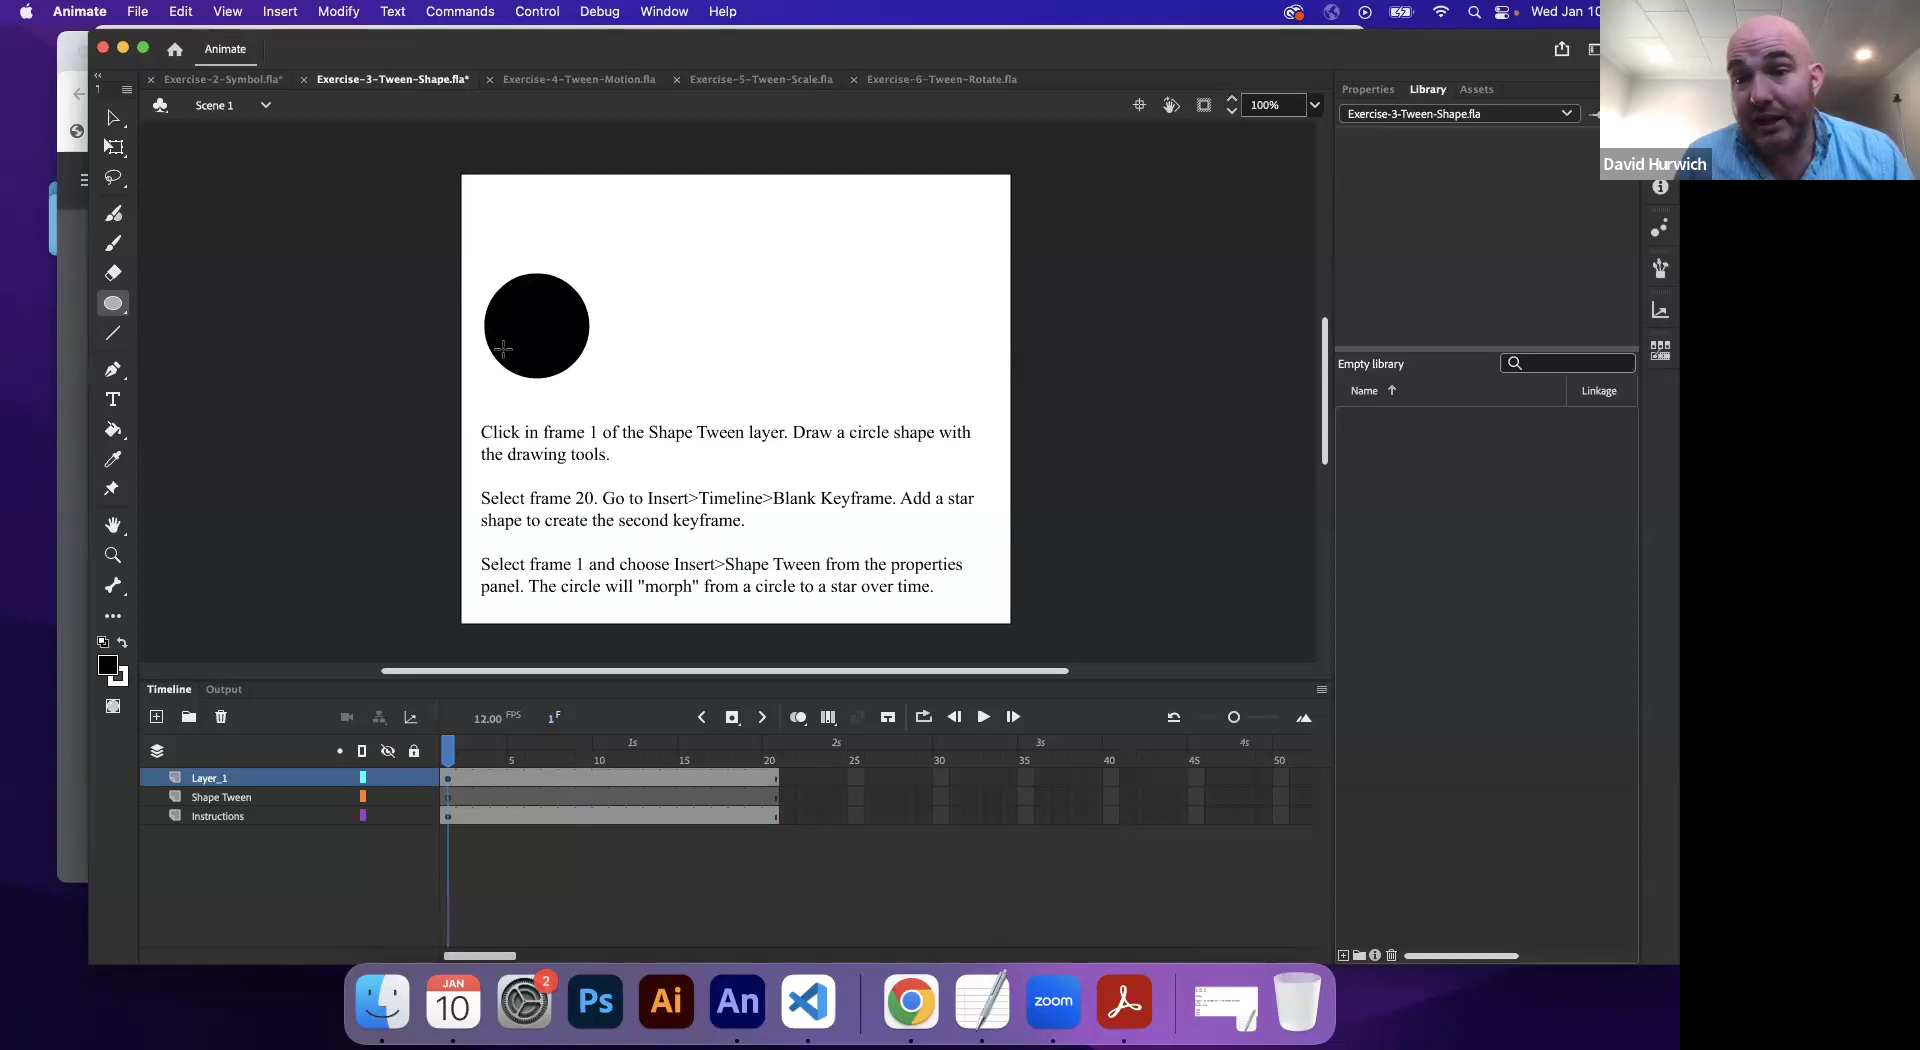 Animate File Edit View Insert Modify Text Commands Control Debug Window Help Wed Jan 10
Animate
Exercise-2-Symbol.fla* Exercise-3-Tween-Shape.fla* Exercise-4-Tween-Motion.fla Exercise-5-Tween-Scale.fla Exercise-6-Tween-Rotate.fla
Scene 1 100%
Properties Library Assets
Exercise-3-Tween-Shape.fla
David Hurwich
Click in frame 1 of the Shape Tween layer. Draw a circle shape with
the drawing tools.
Select frame 20. Go to Insert>Timeline>Blank Keyframe. Add a star
shape to create the second keyframe.
Select frame 1 and choose Insert>Shape Tween from the properties
panel. The circle will "morph" from a circle to a star over time.
Empty library
Name Linkage
Timeline Output
12.00 FPS 1 F
1s 2s 3s 4s
5 10 15 20 25 30 35 40 45 50
Layer_1
Shape Tween
Instructions
JAN
10
2
Ps
Ai
An
zoom